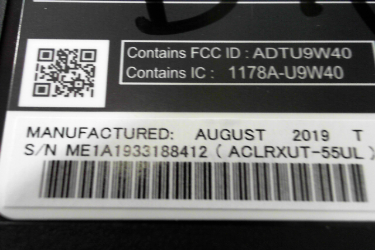 Contains FCC ID : ADTU9W40
Contains IC : 1178A-U9W40
MANUFACTURED: AUGUST 2019 T
S/N ME1A1933188412 ( ACLRXUT-55UL )